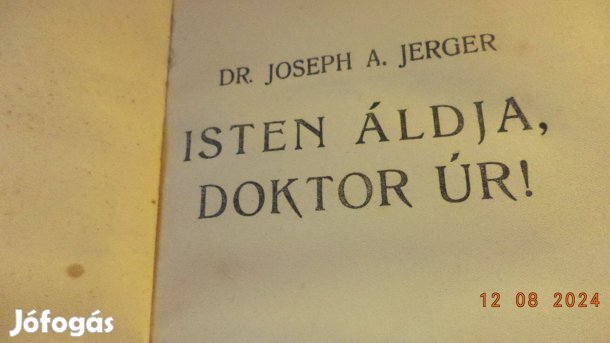 DR. JOSEPH A. JERGER
ISTEN ÁLDJA,
DOKTOR ÚR!
12 08 2024
Jófogás